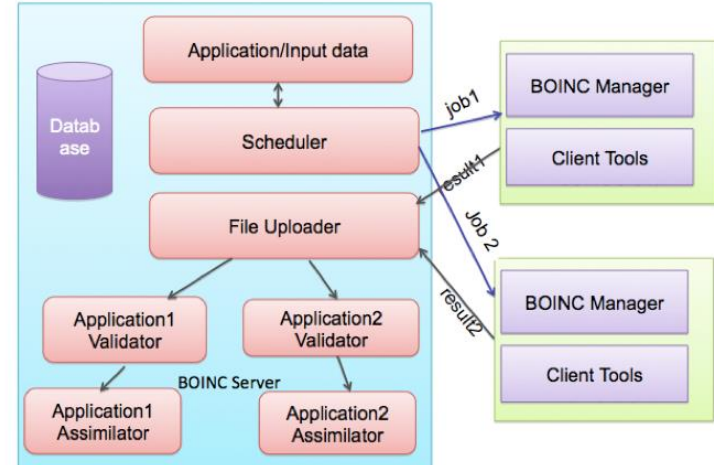 Application/Input data
Datab
ase
Scheduler
File Uploader
Application1
Validator
Application2
Validator
BOINC Server
Application1
Assimilator
Application2
Assimilator
job1
result1
Job 2
result2
BOINC Manager
Client Tools
BOINC Manager
Client Tools